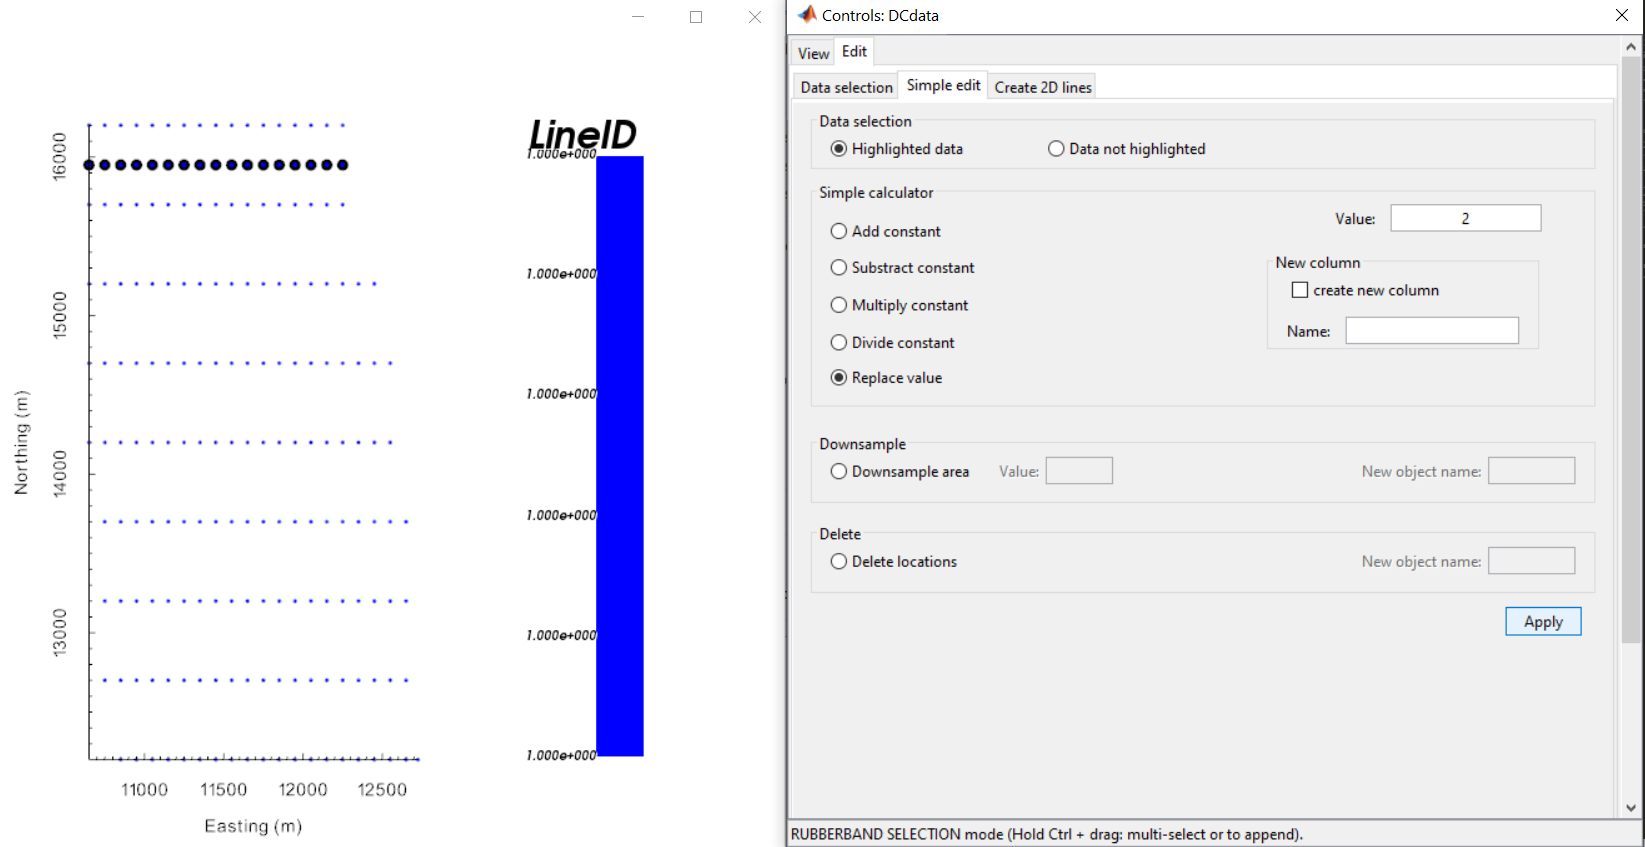 Controls: DCdata
View Edit
Data selection Simple edit Create 2D lines
Data selection
Highlighted data Data not highlighted
Simple calculator
Value: 2
Add constant
Substract constant
Multiply constant
Divide constant
Replace value
New column
create new column
Name:
Downsample
Downsample area Value: New object name:
Delete
Delete locations New object name:
Apply
RUBBERBAND SELECTION mode (Hold Ctrl + drag: multi-select or to append).
LineID
1.000e+000
1.000e+000
1.000e+000
1.000e+000
1.000e+000
1.000e+000
Northing (m)
16000
15000
14000
13000
11000 11500 12000 12500
Easting (m)